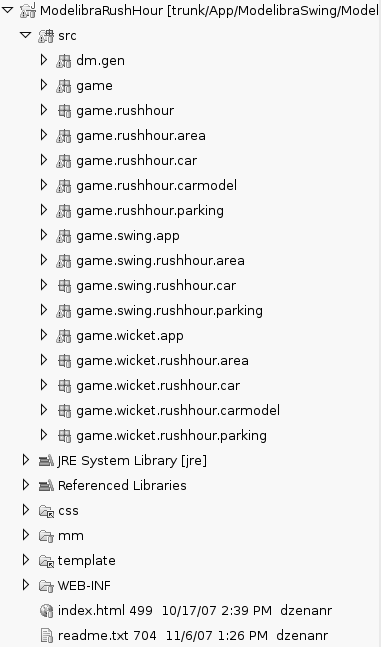 ModelibraRushHour [trunk/App/ModelibraSwing/Model
src
dm.gen
game
game.rushhour
game.rushhour.area
game.rushhour.car
game.rushhour.carmodel
game.rushhour.parking
game.swing.app
game.swing.rushhour.area
game.swing.rushhour.car
game.swing.rushhour.parking
game.wicket.app
game.wicket.rushhour.area
game.wicket.rushhour.car
game.wicket.rushhour.carmodel
game.wicket.rushhour.parking
JRE System Library [jre]
Referenced Libraries
css
mm
template
WEB-INF
index.html 499 10/17/07 2:39 PM dzenanr
readme.txt 704 11/6/07 1:26 PM dzenanr